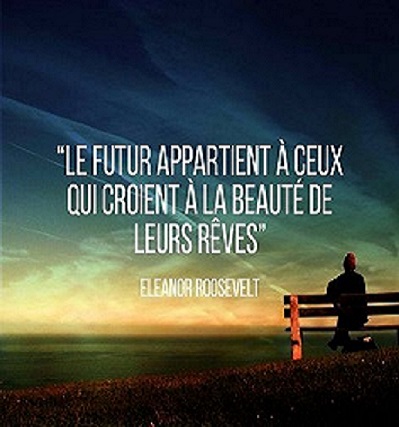 “LE FUTUR APPARTIENT À CEUX
QUI CROIENT À LA BEAUTÉ DE
LEURS RÊVES”
ELEANOR ROOSEVELT